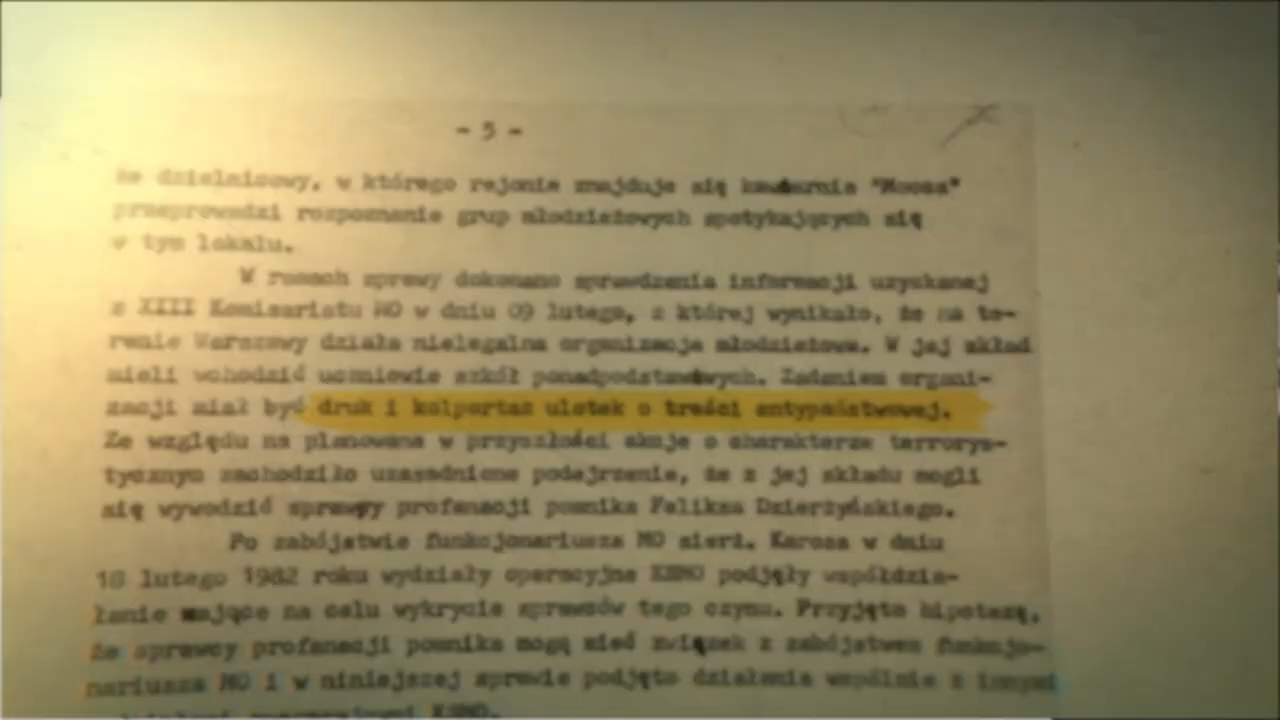 - 5 -
że dzielnicowy, w którego rejonie znajduje się kawiarnia "Mocca"
przeprowadzi rozpoznanie grup młodzieżowych spotykających się
w tym lokalu.
W ramach sprawy dokonano sprawdzenia informacji uzyskanej
z XIII Komisariatu MO w dniu 09 lutego, z której wynikało, że na te-
renie Warszawy działa nielegalna organizacja młodzieżowa. W jej skład
mieli wchodzić uczniowie szkół ponadpodstawowych. Zadaniem organi-
zacji miał być druk i kolportaż ulotek o treści antypaństwowej.
Ze względu na planowane w przyszłości akcje o charakterze terrorys-
tycznym zachodziło uzasadnione podejrzenie, że z jej składu mogli
się wywodzić sprawcy profanacji pomnika Feliksa Dzierżyńskiego.
Po zabójstwie funkcjonariusza MO sierż. Karosa w dniu
18 lutego 1982 roku wydziały operacyjne KSMO podjęły współdzia-
łanie mające na celu wykrycie sprawców tego czynu. Przyjęto hipotezę,
że sprawcy profanacji pomnika mogą mieć związek z zabójstwem funkcjo-
nariusza MO i w niniejszej sprawie podjęto działania wspólnie z innymi
operacyjnymi KSMO.